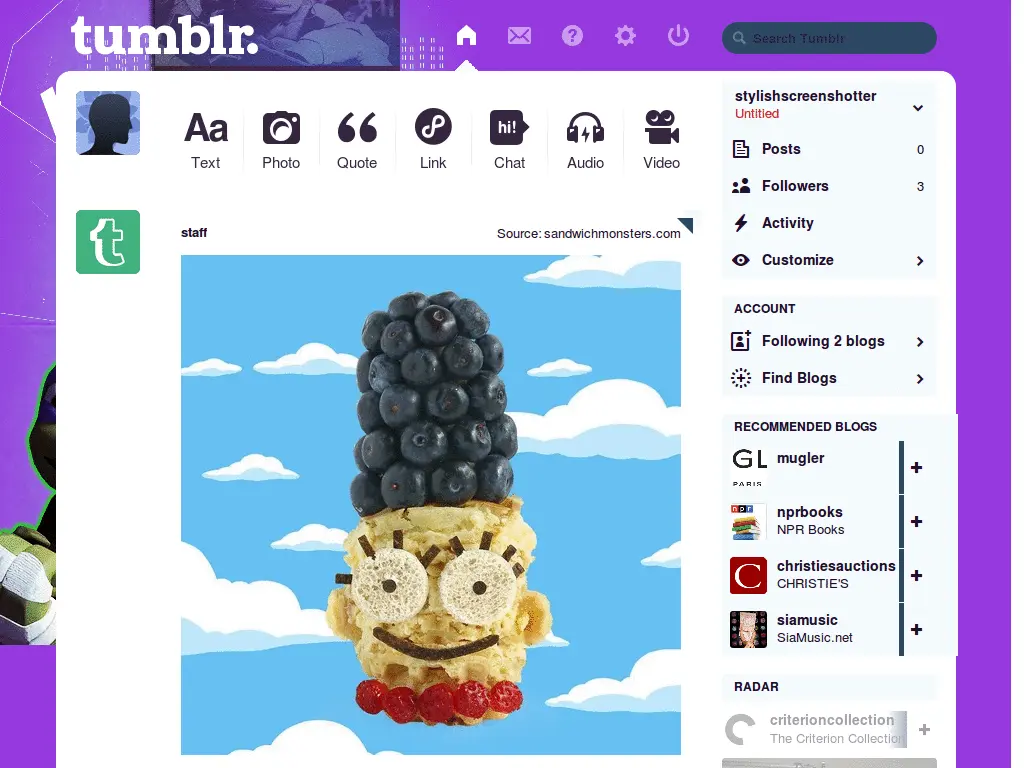 tumblr.
Search Tumblr
Aa
Text
Photo
Quote
Link
hi!
Chat
Audio
Video
stylishscreenshotter
Untitled
Posts 0
Followers 3
Activity
Customize
t
staff
Source: sandwichmonsters.com
ACCOUNT
Following 2 blogs
Find Blogs
RECOMMENDED BLOGS
GL
PARIS
mugler
npr
nprbooks
NPR Books
C
christiesauctions
CHRISTIE'S
siamusic
SiaMusic.net
RADAR
criterioncollection
The Criterion Collection